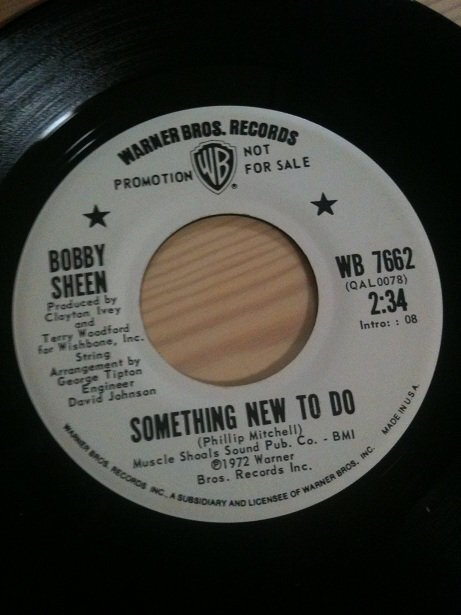 WARNER BROS. RECORDS
PROMOTION WB ® NOT
FOR SALE
BOBBY
SHEEN
Produced by
Clayton Ivey
and
Terry Woodford
for Wishbone, Inc.
String
Arrangement by
George Tipton
Engineer
David Johnson
WB 7662
(QAL0078)
2:34
Intro: : 08
SOMETHING NEW TO DO
(Phillip Mitchell)
Muscle Shoals Sound Pub. Co. - BMI
℗1972 Warner
Bros. Records Inc.
WARNER BROS. RECORDS INC., A SUBSIDIARY AND LICENSEE OF WARNER BROS., INC. MADE IN U.S.A.